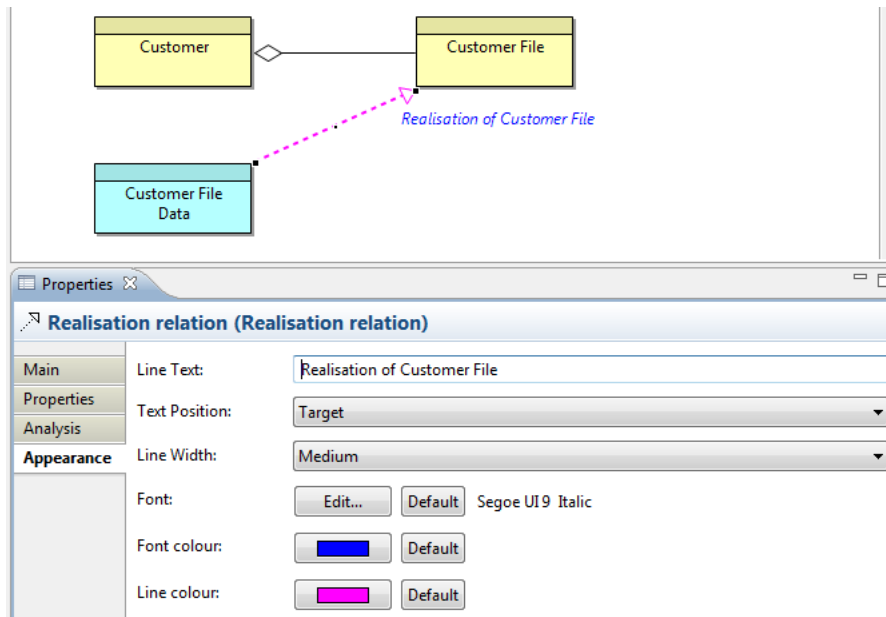 Customer
Customer File
Realisation of Customer File
Customer File
Data
Properties
Realisation relation (Realisation relation)
Main
Properties
Analysis
Appearance
Line Text:
Realisation of Customer File
Text Position:
Target
Line Width:
Medium
Font:
Edit...
Default
Segoe UI 9 Italic
Font colour:
Default
Line colour:
Default